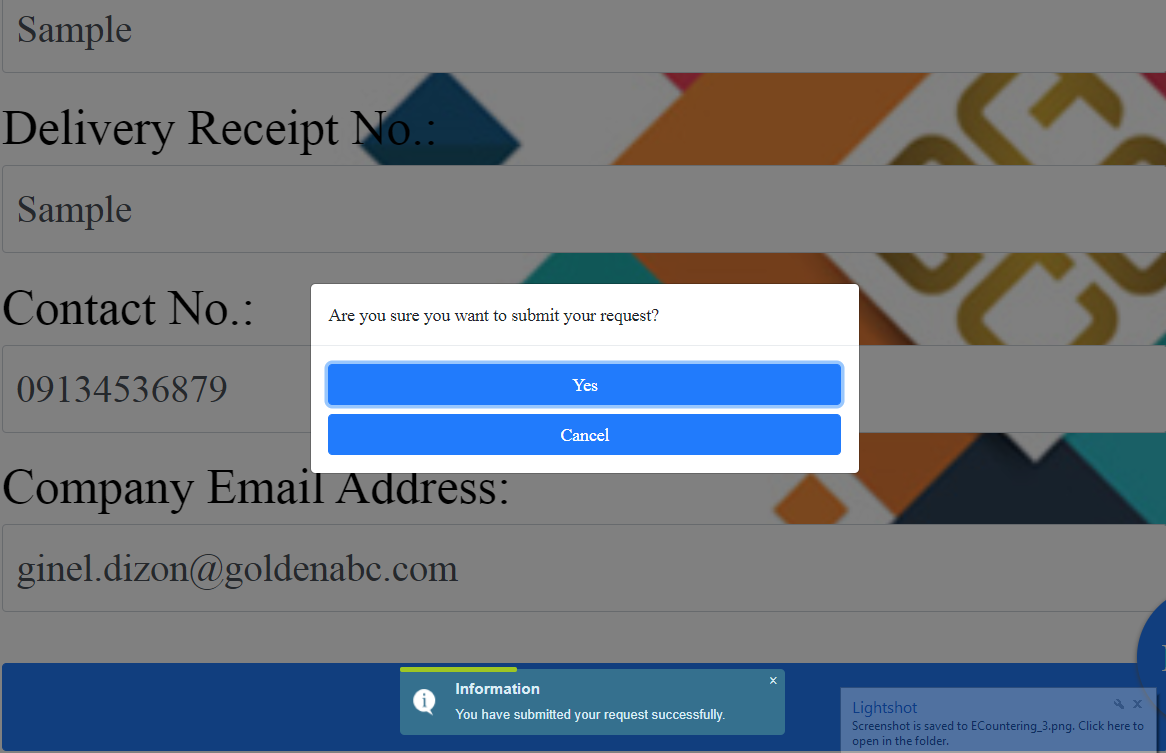 Sample
Delivery Receipt No.:
Sample
Contact No.:
Are you sure you want to submit your request?
Yes
09134536879
Cancel
Company Email Address:
ginel.dizon@goldenabc.com
Information
You have submitted your request successfully.
Lightshot
Screenshot is saved to ECountering_3.png. Click here to
open in the folder.